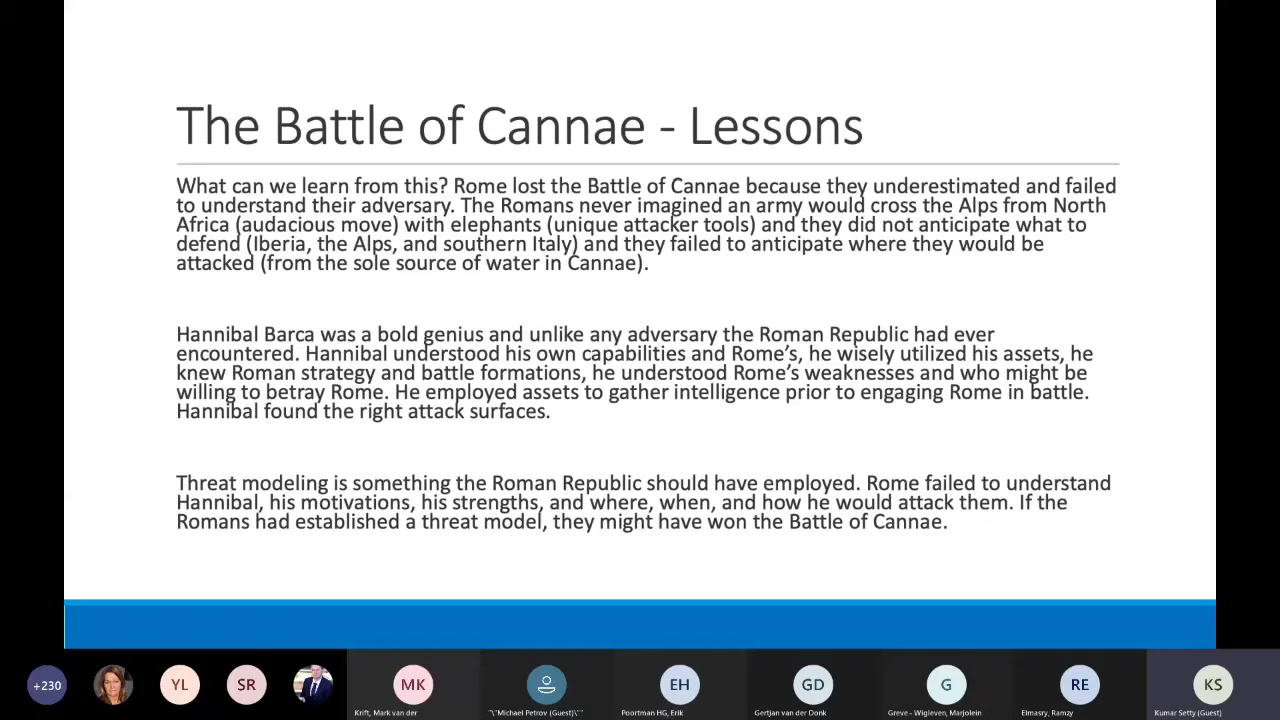 The Battle of Cannae - Lessons
What can we learn from this? Rome lost the Battle of Cannae because they underestimated and failed
to understand their adversary. The Romans never imagined an army would cross the Alps from North
Africa (audacious move) with elephants (unique attacker tools) and they did not anticipate what to
defend (Iberia, the Alps, and southern Italy) and they failed to anticipate where they would be
attacked (from the sole source of water in Cannae).
Hannibal Barca was a bold genius and unlike any adversary the Roman Republic had ever
encountered. Hannibal understood his own capabilities and Rome’s, he wisely utilized his assets, he
knew Roman strategy and battle formations, he understood Rome’s weaknesses and who might be
willing to betray Rome. He employed assets to gather intelligence prior to engaging Rome in battle.
Hannibal found the right attack surfaces.
Threat modeling is something the Roman Republic should have employed. Rome failed to understand
Hannibal, his motivations, his strengths, and where, when, and how he would attack them. If the
Romans had established a threat model, they might have won the Battle of Cannae.
+230 YL SR MK EH GD G RE KS
Krift, Mark van der "\"Michael Petrov (Guest)\"" Poortman HG, Erik Gertjan van der Donk Greve - Wigleven, Marjolein Elmasry, Ramzy Kumar Setty (Guest)